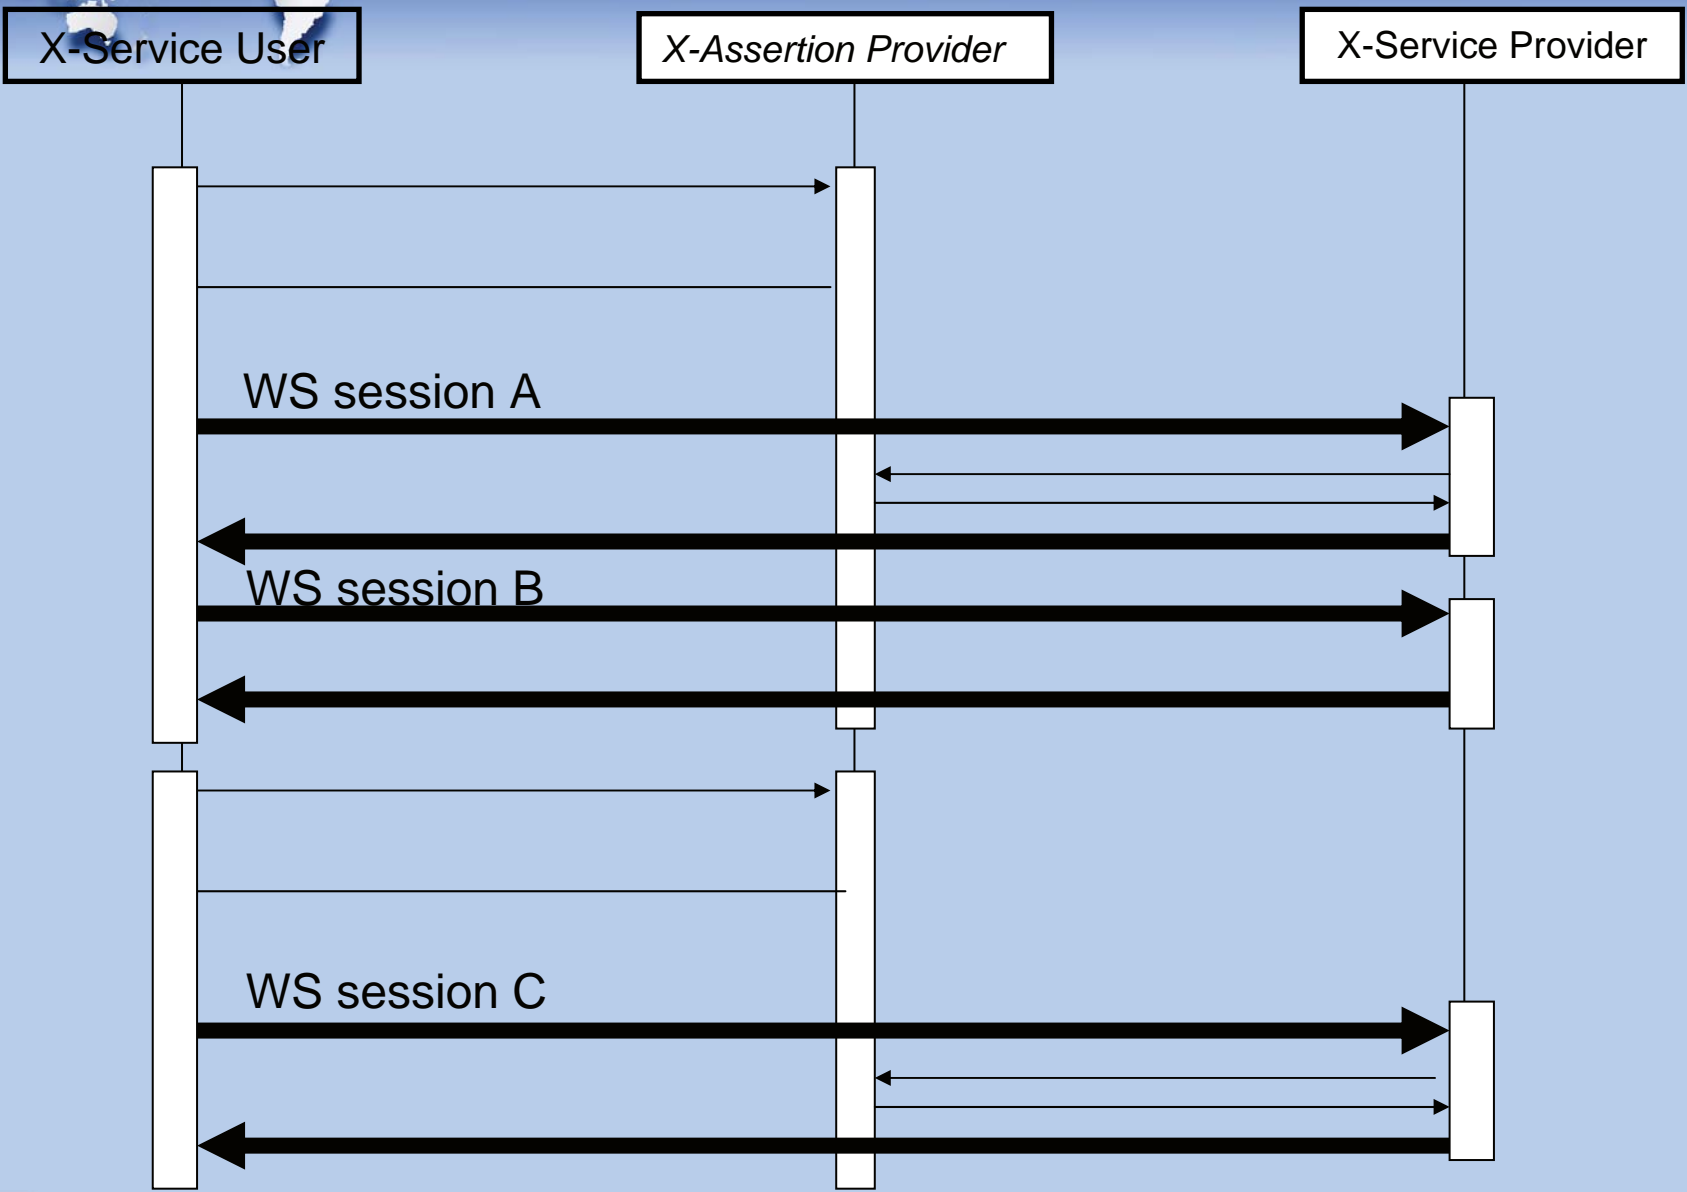 X-Service User
X-Assertion Provider
X-Service Provider
WS session A
WS session B
WS session C